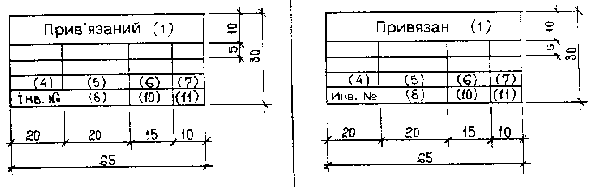 Прив'язаний (1)
10
5
30
(4) (5) (6) (7)
Інв. № (8) (10) (11)
20 20 15 10
65
Привязан (1)
10
5
30
(4) (5) (6) (7)
Инв. № (8) (10) (11)
20 20 15 10
65